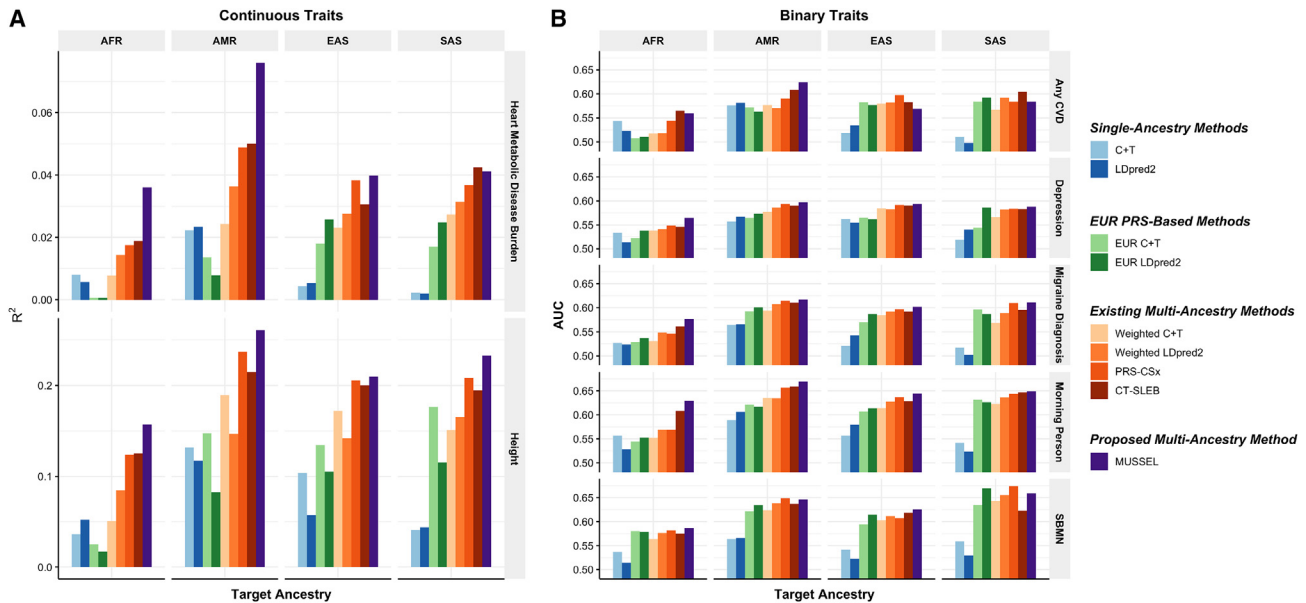 A
Continuous Traits
AFR AMR EAS SAS
0.06
0.04
0.02
0.00
Heart Metabolic Disease Burden
R2
0.2
0.1
0.0
Height
Target Ancestry
B
Binary Traits
AFR AMR EAS SAS
AUC
0.65
0.60
0.55
0.50
Any CVD
0.65
0.60
0.55
0.50
Depression
0.65
0.60
0.55
0.50
Migraine Diagnosis
0.65
0.60
0.55
0.50
Morning Person
0.65
0.60
0.55
0.50
SBMN
Target Ancestry
Single-Ancestry Methods
C+T
LDpred2
EUR PRS-Based Methods
EUR C+T
EUR LDpred2
Existing Multi-Ancestry Methods
Weighted C+T
Weighted LDpred2
PRS-CSx
CT-SLEB
Proposed Multi-Ancestry Method
MUSSEL